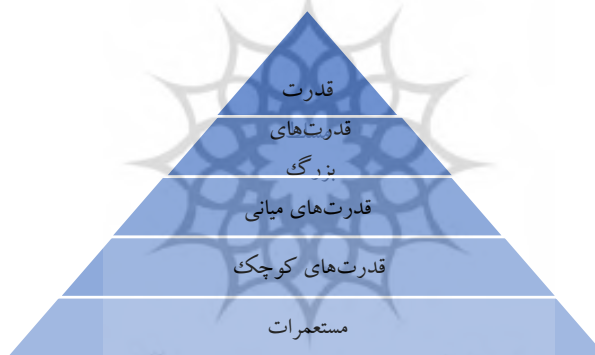 قدرت
قدرت‌های
بزرگ
قدرت‌های میانی
قدرت‌های کوچک
مستعمرات